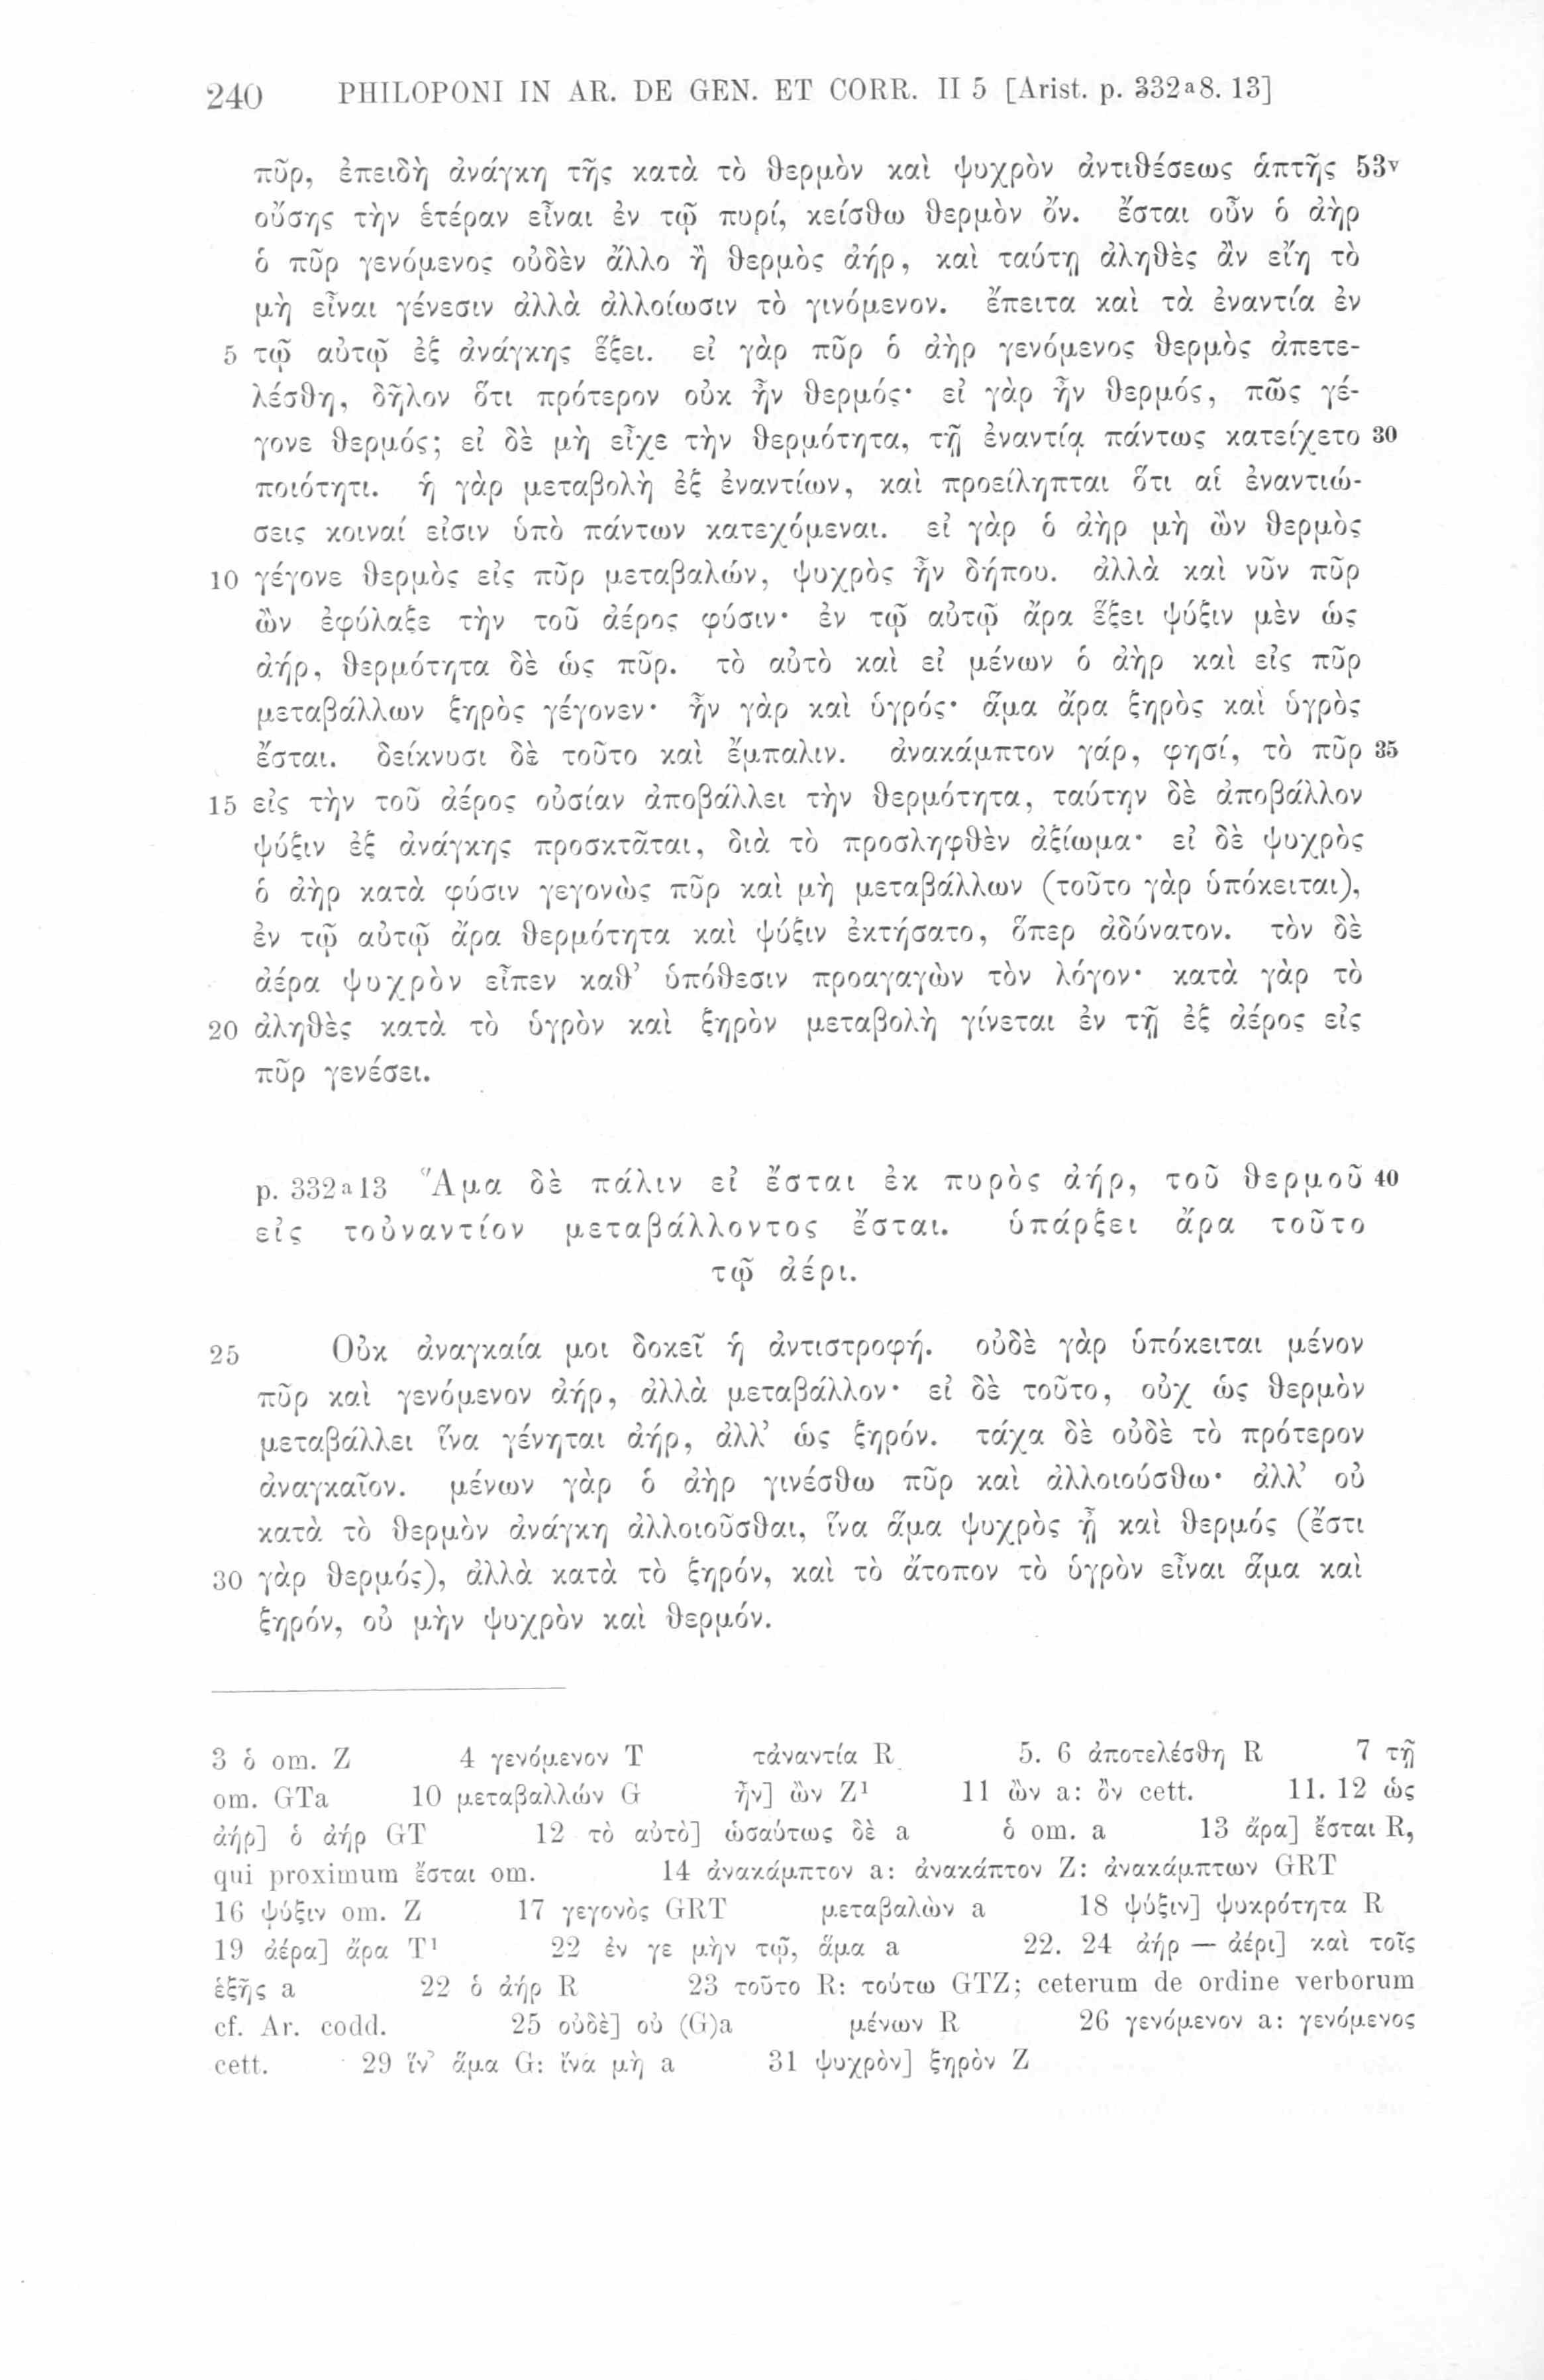 240 PHILOPONI IN AR. DE GEN. ET CORR. II 5 [Arist. p. 332a8. 13]
πῦρ, ἐπειδὴ ἀνάγκη τῆς κατὰ τὸ θερμὸν καὶ ψυχρὸν ἀντιθέσεως ἁπτῆς 53v
οὔσης τὴν ἑτέραν εἶναι ἐν τῷ πυρί, κείσθω θερμὸν ὄν. ἔσται οὖν ὁ ἀὴρ
ὁ πῦρ γενόμενος οὐδὲν ἄλλο ἢ θερμὸς ἀήρ, καὶ ταύτῃ ἀληθὲς ἂν εἴη τὸ
μὴ εἶναι γένεσιν ἀλλὰ ἀλλοίωσιν τὸ γινόμενον. ἔπειτα καὶ τὰ ἐναντία ἐν
5 τῷ αὐτῷ ἐξ ἀνάγκης ἕξει. εἰ γὰρ πῦρ ὁ ἀὴρ γενόμενος θερμὸς ἀπετε-
λέσθη, δῆλον ὅτι πρότερον οὐκ ἦν θερμός· εἰ γὰρ ἦν θερμός, πῶς γέ-
γονε θερμός; εἰ δὲ μὴ εἶχε τὴν θερμότητα, τῇ ἐναντίᾳ πάντως κατείχετο 30
ποιότητι. ἡ γὰρ μεταβολὴ ἐξ ἐναντίων, καὶ προείληπται ὅτι αἱ ἐναντιώ-
σεις κοιναί εἰσιν ὑπὸ πάντων κατεχόμεναι. εἰ γὰρ ὁ ἀὴρ μὴ ὢν θερμὸς
10 γέγονε θερμὸς εἰς πῦρ μεταβαλών, ψυχρὸς ἦν δήπου. ἀλλὰ καὶ νῦν πῦρ
ὢν ἐφύλαξε τὴν τοῦ ἀέρος φύσιν· ἐν τῷ αὐτῷ ἄρα ἕξει ψύξιν μὲν ὡς
ἀήρ, θερμότητα δὲ ὡς πῦρ. τὸ αὐτὸ καὶ εἰ μένων ὁ ἀὴρ καὶ εἰς πῦρ
μεταβάλλων ξηρὸς γέγονεν· ἦν γὰρ καὶ ὑγρός· ἅμα ἄρα ξηρὸς καὶ ὑγρὸς
ἔσται. δείκνυσι δὲ τοῦτο καὶ ἔμπαλιν. ἀνακάμπτον γάρ, φησί, τὸ πῦρ 35
15 εἰς τὴν τοῦ ἀέρος οὐσίαν ἀποβάλλει τὴν θερμότητα, ταύτην δὲ ἀποβάλλον
ψύξιν ἐξ ἀνάγκης προσκτᾶται, διὰ τὸ προσληφθὲν ἀξίωμα· εἰ δὲ ψυχρὸς
ὁ ἀὴρ κατὰ φύσιν γεγονὼς πῦρ καὶ μὴ μεταβάλλων (τοῦτο γὰρ ὑπόκειται),
ἐν τῷ αὐτῷ ἄρα θερμότητα καὶ ψύξιν ἐκτήσατο, ὅπερ ἀδύνατον. τὸν δὲ
ἀέρα ψυχρὸν εἶπεν καθ’ ὑπόθεσιν προαγαγὼν τὸν λόγον· κατὰ γὰρ τὸ
20 ἀληθὲς κατὰ τὸ ὑγρὸν καὶ ξηρὸν μεταβολὴ γίνεται ἐν τῇ ἐξ ἀέρος εἰς
πῦρ γενέσει.
p. 332a13 Ἅμα δὲ πάλιν εἰ ἔσται ἐκ πυρὸς ἀήρ, τοῦ θερμοῦ 40
εἰς τοὐναντίον μεταβάλλοντος ἔσται. ὑπάρξει ἄρα τοῦτο
τῷ ἀέρι.
25 Οὐκ ἀναγκαία μοι δοκεῖ ἡ ἀντιστροφή. οὐδὲ γὰρ ὑπόκειται μένον
πῦρ καὶ γενόμενον ἀήρ, ἀλλὰ μεταβάλλον· εἰ δὲ τοῦτο, οὐχ ὡς θερμὸν
μεταβάλλει ἵνα γένηται ἀήρ, ἀλλ’ ὡς ξηρόν. τάχα δὲ οὐδὲ τὸ πρότερον
ἀναγκαῖον. μένων γὰρ ὁ ἀὴρ γινέσθω πῦρ καὶ ἀλλοιούσθω· ἀλλ’ οὐ
κατὰ τὸ θερμὸν ἀνάγκη ἀλλοιοῦσθαι, ἵνα ἅμα ψυχρὸς ᾖ καὶ θερμός (ἔστι
30 γὰρ θερμός), ἀλλὰ κατὰ τὸ ξηρόν, καὶ τὸ ἄτοπον τὸ ὑγρὸν εἶναι ἅμα καὶ
ξηρόν, οὐ μὴν ψυχρὸν καὶ θερμόν.
3 ὁ om. Z 4 γενόμενον T τἀναντία R 5. 6 ἀποτελέσθη R 7 τῇ
om. GTa 10 μεταβαλλών G ἦν] ὢν Z¹ 11 ὢν a: ὂν cett. 11. 12 ὡς
ἀήρ] ὁ ἀήρ GT 12 τὸ αὐτὸ] ὡσαύτως δὲ a ὁ om. a 13 ἄρα] ἔσται R,
qui proximum ἔσται om. 14 ἀνακάμπτον a: ἀνακάπτον Z: ἀνακάμπτων GRT
16 ψύξιν om. Z 17 γεγονὸς GRT μεταβαλὼν a 18 ψύξιν] ψυκρότητα R
19 ἀέρα] ἄρα T¹ 22 ἐν γε μὴν τῷ, ἅμα a 22. 24 ἀήρ — ἀέρι] καὶ τοῖς
ἑξῆς a 22 ὁ ἀήρ R 23 τοῦτο R: τούτω GTZ; ceterum de ordine verborum
cf. Ar. codd. 25 οὐδὲ] οὐ (G)a μένων R 26 γενόμενον a: γενόμενος
cett. 29 ἵν’ ἅμα G: ἵνα μὴ a 31 ψυχρὸν] ξηρὸν Z